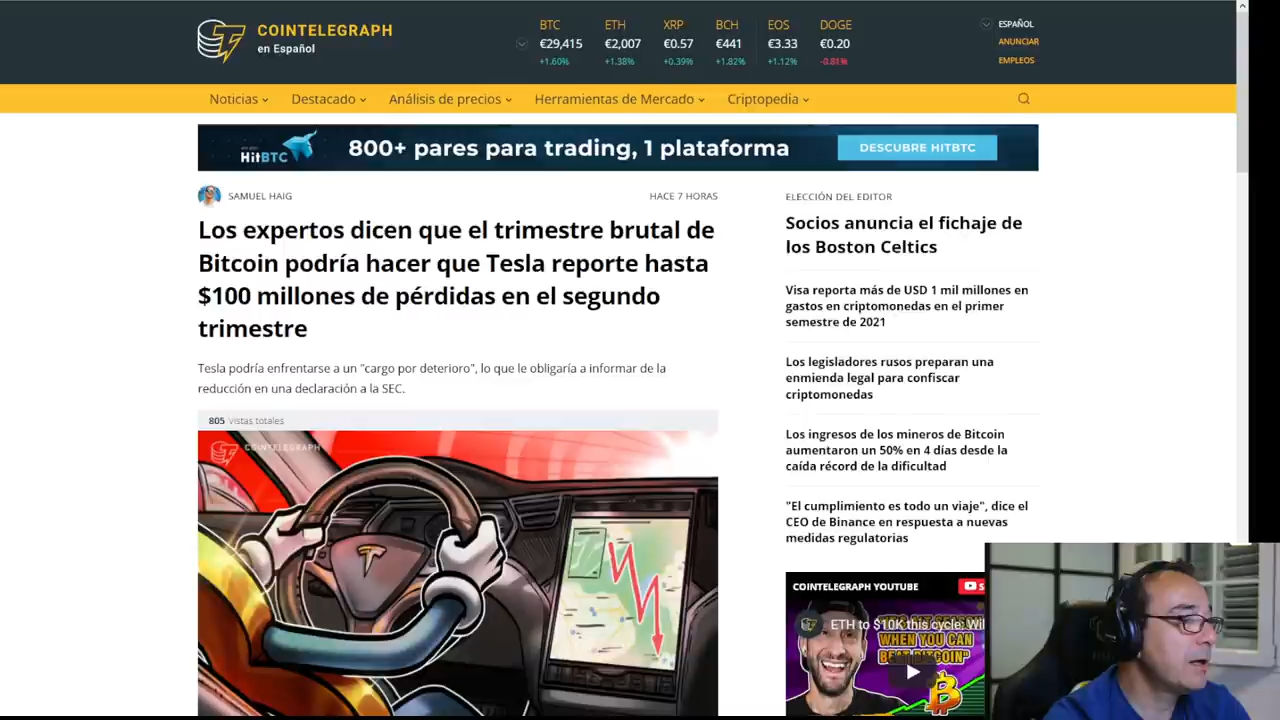 COINTELEGRAPH
en Español
BTC
€29,415
+1.60%
ETH
€2,007
+1.38%
XRP
€0.57
+0.39%
BCH
€441
+1.82%
EOS
€3.33
+1.12%
DOGE
€0.20
-0.81%
ESPAÑOL
ANUNCIAR
EMPLEOS
Noticias
Destacado
Análisis de precios
Herramientas de Mercado
Criptopedia
HitBTC
800+ pares para trading, 1 plataforma
DESCUBRE HITBTC
SAMUEL HAIG
HACE 7 HORAS
Los expertos dicen que el trimestre brutal de
Bitcoin podría hacer que Tesla reporte hasta
$100 millones de pérdidas en el segundo
trimestre
Tesla podría enfrentarse a un "cargo por deterioro", lo que le obligaría a informar de la
reducción en una declaración a la SEC.
805 Vistas totales
COINTELEGRAPH
ELECCIÓN DEL EDITOR
Socios anuncia el fichaje de
los Boston Celtics
Visa reporta más de USD 1 mil millones en
gastos en criptomonedas en el primer
semestre de 2021
Los legisladores rusos preparan una
enmienda legal para confiscar
criptomonedas
Los ingresos de los mineros de Bitcoin
aumentaron un 50% en 4 días desde la
caída récord de la dificultad
"El cumplimiento es todo un viaje", dice el
CEO de Binance en respuesta a nuevas
medidas regulatorias
COINTELEGRAPH YOUTUBE
ETH to $10K this cycle: Wil
WHEN YOU CAN
BEAT BITCOIN"